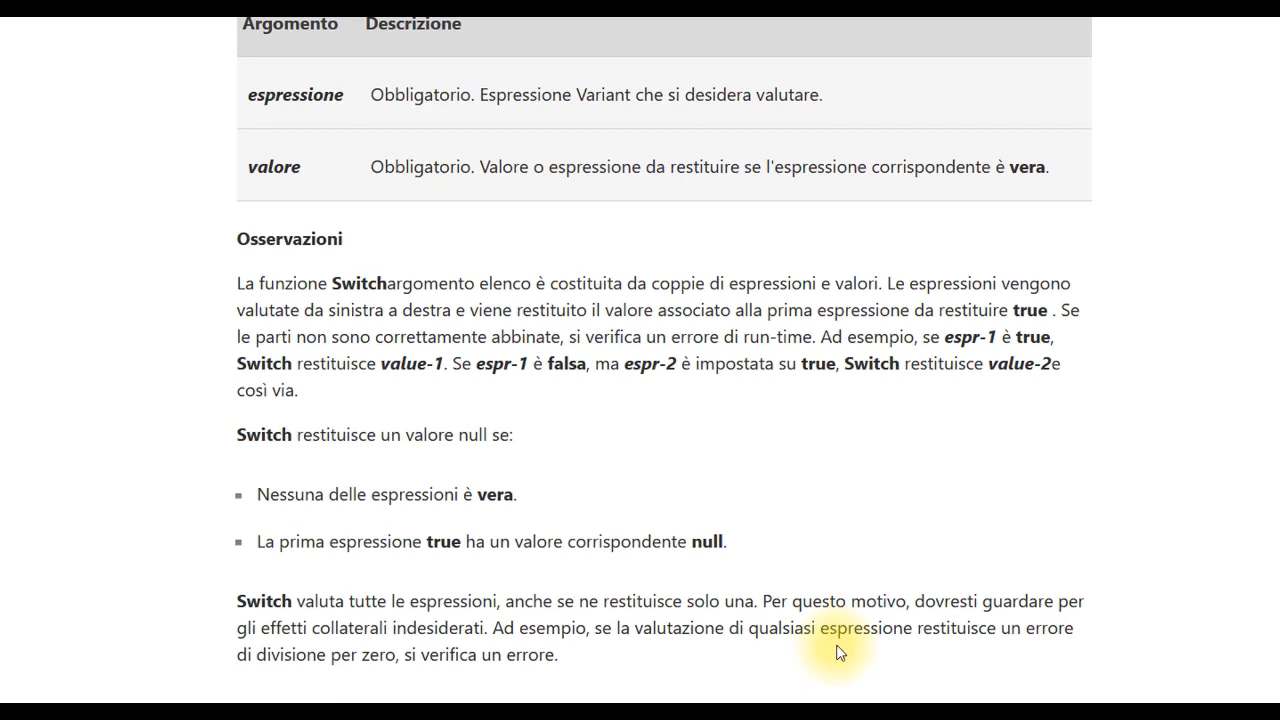 Argomento Descrizione
espressione Obbligatorio. Espressione Variant che si desidera valutare.
valore Obbligatorio. Valore o espressione da restituire se l'espressione corrispondente è vera.
Osservazioni
La funzione Switchargomento elenco è costituita da coppie di espressioni e valori. Le espressioni vengono
valutate da sinistra a destra e viene restituito il valore associato alla prima espressione da restituire true . Se
le parti non sono correttamente abbinate, si verifica un errore di run-time. Ad esempio, se espr-1 è true,
Switch restituisce value-1. Se espr-1 è falsa, ma espr-2 è impostata su true, Switch restituisce value-2e
così via.
Switch restituisce un valore null se:
Nessuna delle espressioni è vera.
La prima espressione true ha un valore corrispondente null.
Switch valuta tutte le espressioni, anche se ne restituisce solo una. Per questo motivo, dovresti guardare per
gli effetti collaterali indesiderati. Ad esempio, se la valutazione di qualsiasi espressione restituisce un errore
di divisione per zero, si verifica un errore.